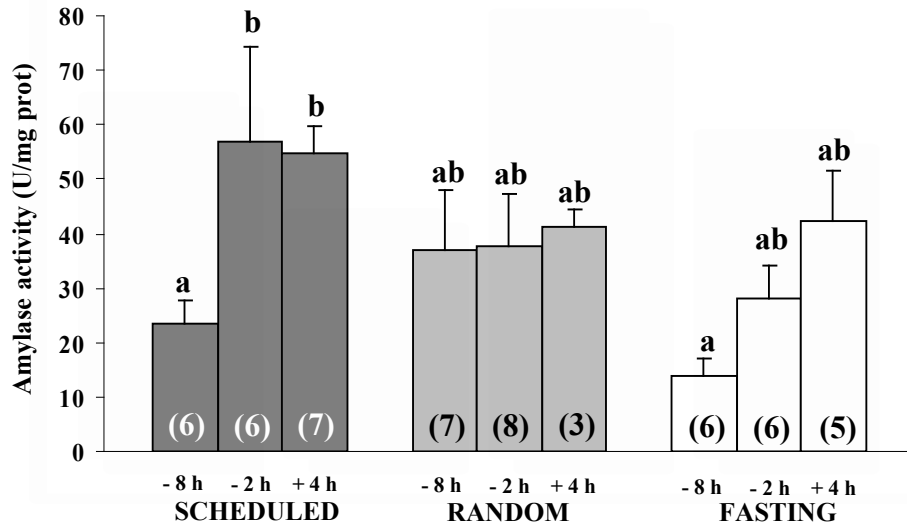 Amylase activity (U/mg prot)
80
70
60
50
40
30
20
10
0
a
b
b
ab
ab
ab
a
ab
ab
(6) (6) (7) (7) (8) (3) (6) (6) (5)
- 8 h - 2 h + 4 h - 8 h - 2 h + 4 h - 8 h - 2 h + 4 h
SCHEDULED RANDOM FASTING